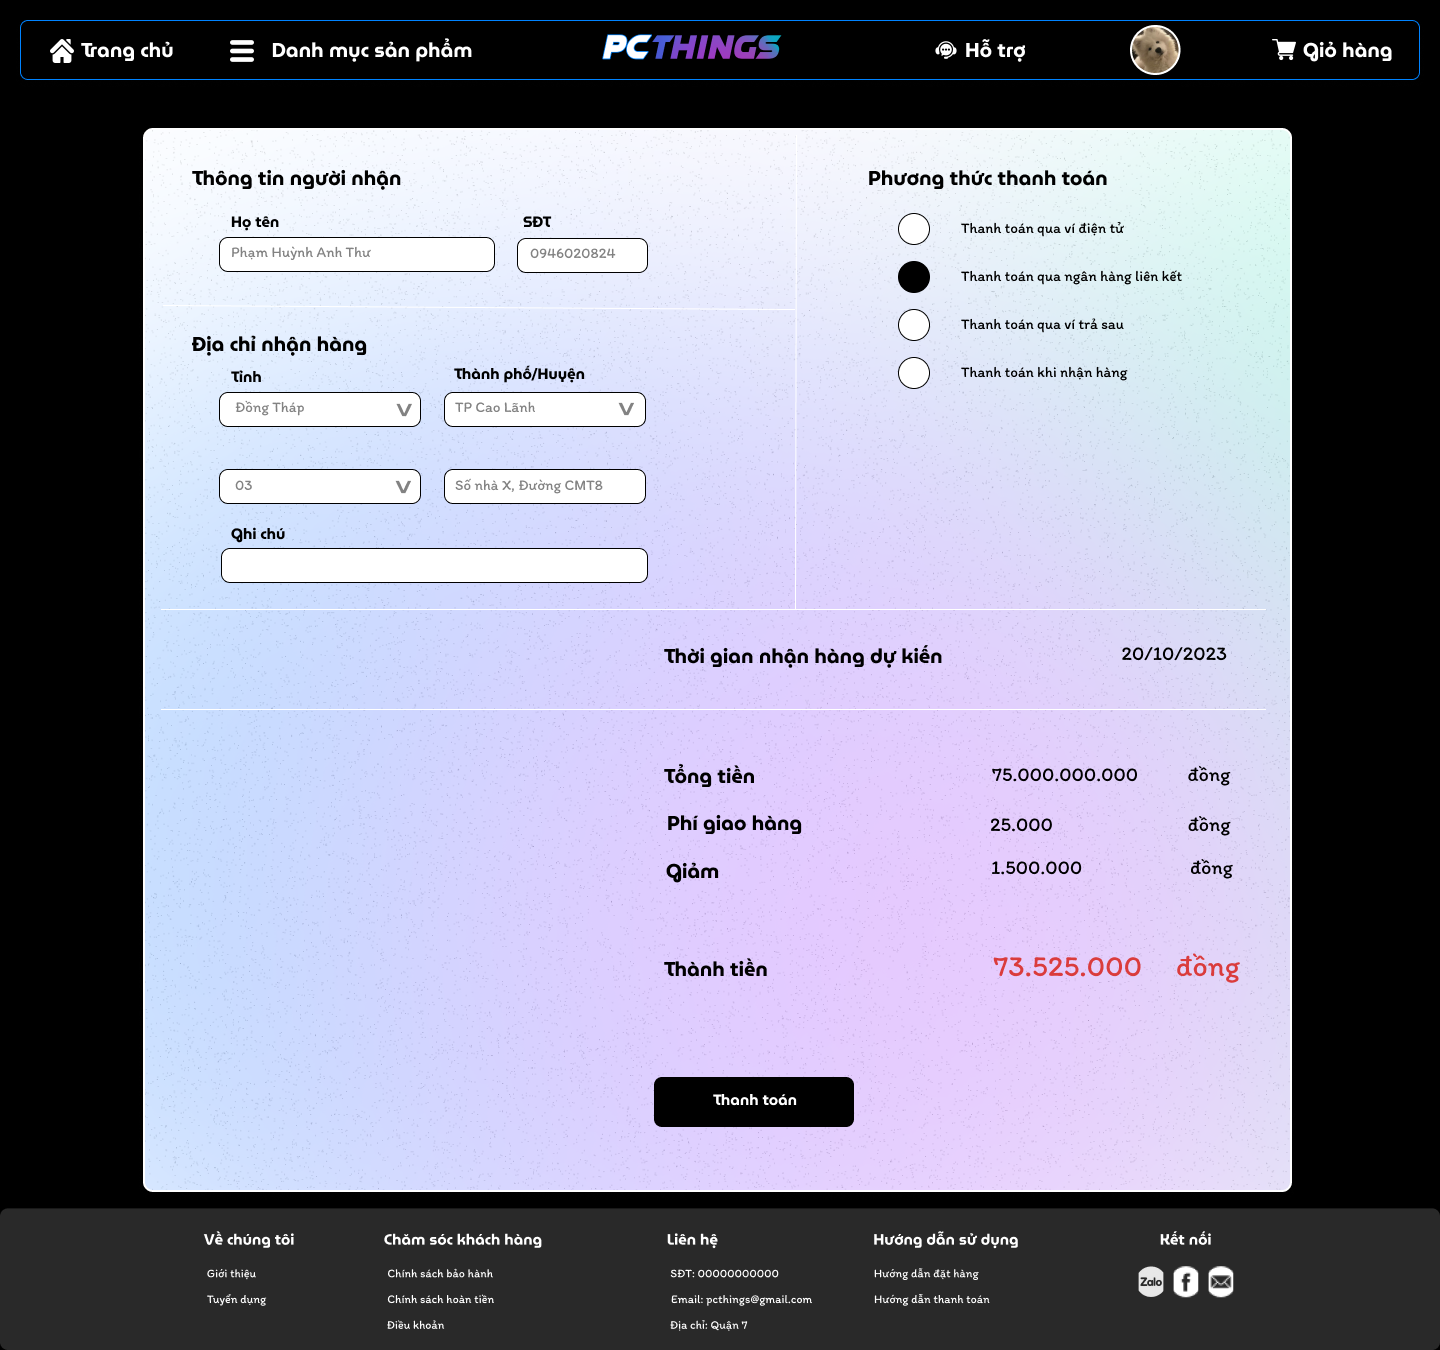 Trang chủ
Danh mục sản phẩm
PCTHINGS
Hỗ trợ
Giỏ hàng
Thông tin người nhận
Họ tên
SĐT
Phạm Huỳnh Anh Thư
0946020824
Địa chỉ nhận hàng
Tỉnh
Thành phố/Huyện
Đồng Tháp
TP Cao Lãnh
03
Số nhà X, Đường CMT8
Ghi chú
Phương thức thanh toán
Thanh toán qua ví điện tử
Thanh toán qua ngân hàng liên kết
Thanh toán qua ví trả sau
Thanh toán khi nhận hàng
Thời gian nhận hàng dự kiến
20/10/2023
Tổng tiền
75.000.000.000 đồng
Phí giao hàng
25.000 đồng
Giảm
1.500.000 đồng
Thành tiền
73.525.000 đồng
Thanh toán
Về chúng tôi
Giới thiệu
Tuyển dụng
Chăm sóc khách hàng
Chính sách bảo hành
Chính sách hoàn tiền
Điều khoản
Liên hệ
SĐT: 00000000000
Email: pcthings@gmail.com
Địa chỉ: Quận 7
Hướng dẫn sử dụng
Hướng dẫn đặt hàng
Hướng dẫn thanh toán
Kết nối
Zalo